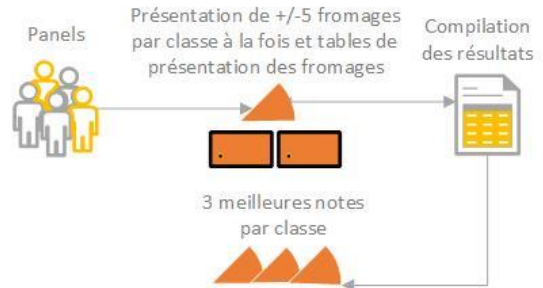 Panels
Présentation de +/-5 fromages
par classe à la fois et tables de
présentation des fromages
Compilation
des résultats
3 meilleures notes
par classe